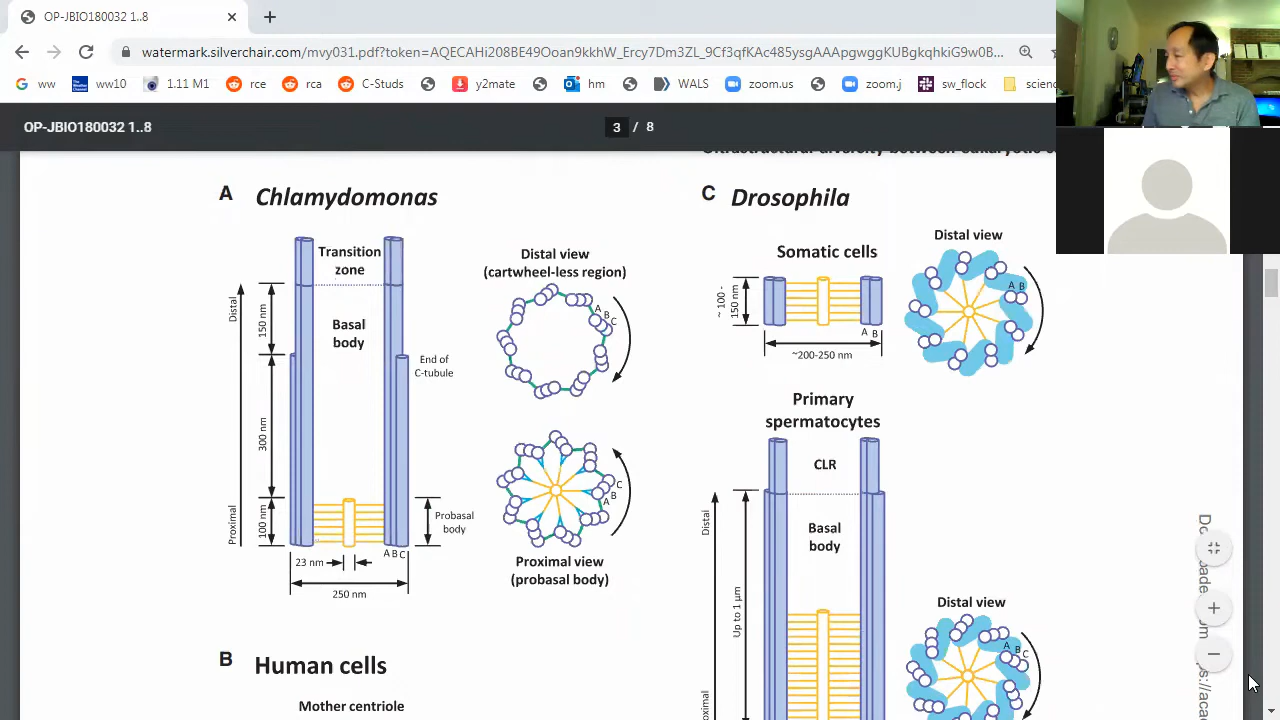 OP-JBIO180032 1..8
watermark.silverchair.com/mvy031.pdf?token=
ww
ww10
1.11 M1
rce
rca
C-Studs
y2mate
hm
WALS
zoom.us
zoom.j
sw_flock
scienc
OP-JBIO180032 1..8
3 / 8
A Chlamydomonas
Transition
zone
Basal
body
Distal
150 nm
End of
C-tubule
300 nm
Proximal
100 nm
Probasal
body
23 nm
A B C
250 nm
Distal view
(cartwheel-less region)
A
B
C
C
B
A
Proximal view
(probasal body)
B Human cells
Mother centriole
C Drosophila
Somatic cells
~ 100 -
150 nm
A B
~200-250 nm
Distal view
A B
Primary
spermatocytes
CLR
Distal
Basal
body
Up to 1 µm
Distal view
A
B
C